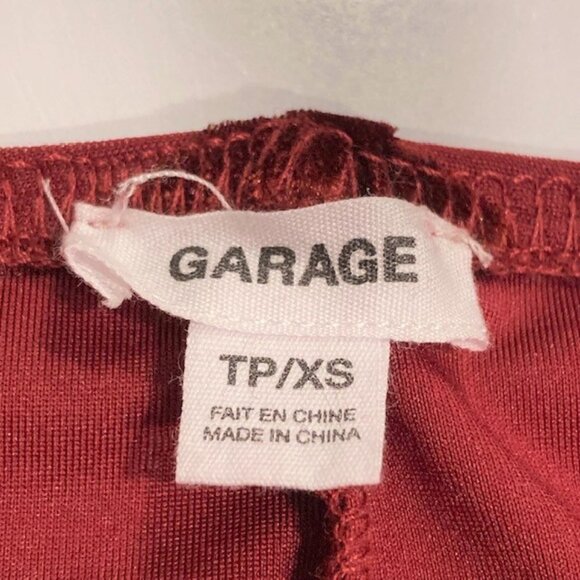 GARAGE
TP/XS
FAIT EN CHINE
MADE IN CHINA